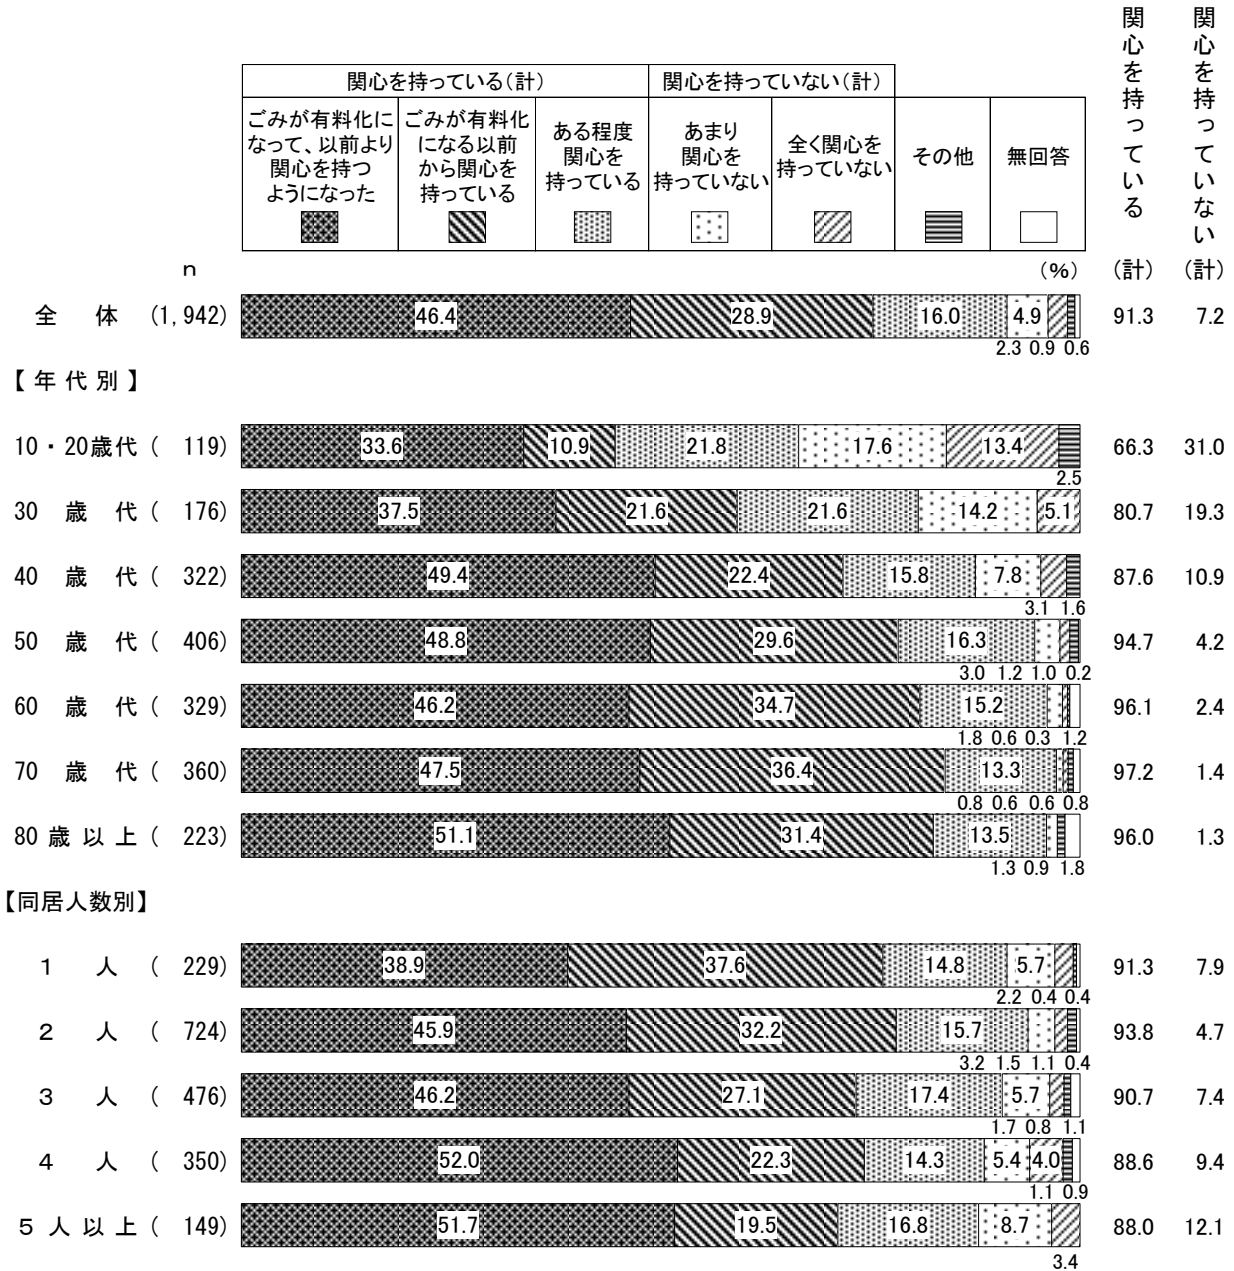 関心を持っている(計)
関心を持っていない(計)
関心を持っている(計)
関心を持っていない(計)
ごみが有料化に
なって、以前より
関心を持つ
ようになった
ごみが有料化
になる以前
から関心を
持っている
ある程度
関心を
持っている
あまり
関心を
持っていない
全く関心を
持っていない
その他
無回答
n (%)
全体 (1,942) 46.4 28.9 16.0 4.9 91.3 7.2
2.3 0.9 0.6
【年代別】
10・20歳代 ( 119) 33.6 10.9 21.8 17.6 13.4 66.3 31.0
2.5
30歳代 ( 176) 37.5 21.6 21.6 14.2 5.1 80.7 19.3
40歳代 ( 322) 49.4 22.4 15.8 7.8 87.6 10.9
3.1 1.6
50歳代 ( 406) 48.8 29.6 16.3 94.7 4.2
3.0 1.2 1.0 0.2
60歳代 ( 329) 46.2 34.7 15.2 96.1 2.4
1.8 0.6 0.3 1.2
70歳代 ( 360) 47.5 36.4 13.3 97.2 1.4
0.8 0.6 0.6 0.8
80歳以上 ( 223) 51.1 31.4 13.5 96.0 1.3
1.3 0.9 1.8
【同居人数別】
1人 ( 229) 38.9 37.6 14.8 5.7 91.3 7.9
2.2 0.4 0.4
2人 ( 724) 45.9 32.2 15.7 93.8 4.7
3.2 1.5 1.1 0.4
3人 ( 476) 46.2 27.1 17.4 5.7 90.7 7.4
1.7 0.8 1.1
4人 ( 350) 52.0 22.3 14.3 5.4 4.0 88.6 9.4
1.1 0.9
5人以上 ( 149) 51.7 19.5 16.8 8.7 88.0 12.1
3.4